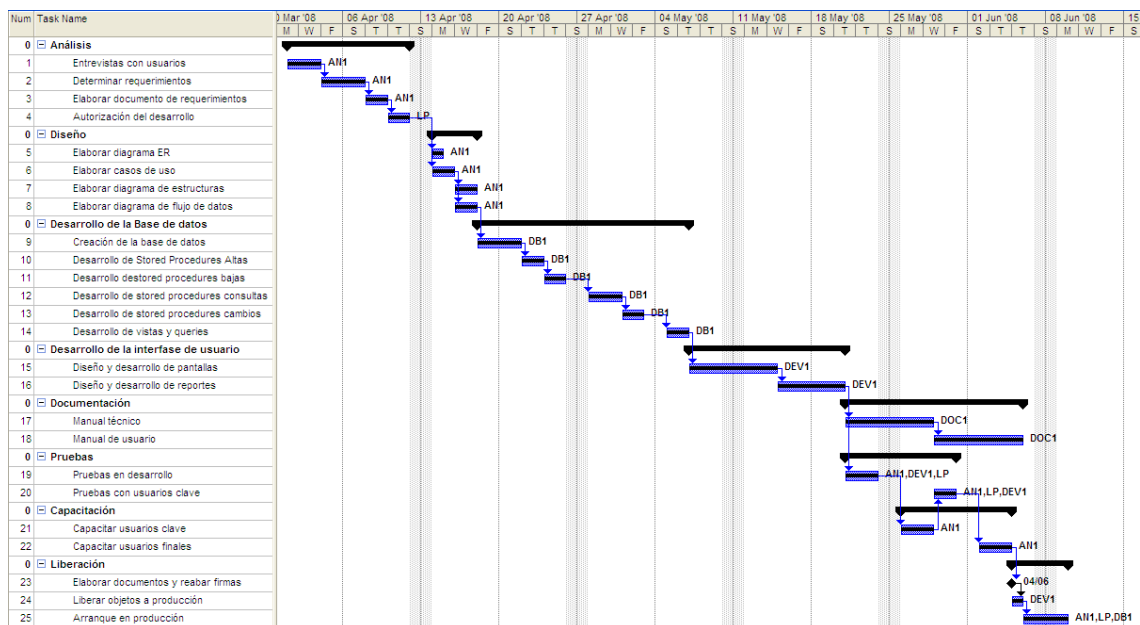 Num Task Name
0 Mar '08 06 Apr '08 13 Apr '08 20 Apr '08 27 Apr '08 04 May '08 11 May '08 18 May '08 25 May '08 01 Jun '08 08 Jun '08 15
M W F S T T S M W F S T T S M W F S T T S M W F S T T S M W F S T T S M W F S
0 Análisis
1 Entrevistas con usuarios AN1
2 Determinar requerimientos AN1
3 Elaborar documento de requerimientos AN1
4 Autorización del desarrollo LP
0 Diseño
5 Elaborar diagrama ER AN1
6 Elaborar casos de uso AN1
7 Elaborar diagrama de estructuras AN1
8 Elaborar diagrama de flujo de datos AN1
0 Desarrollo de la Base de datos
9 Creación de la base de datos DB1
10 Desarrollo de Stored Procedures Altas DB1
11 Desarrollo destored procedures bajas DB1
12 Desarrollo de stored procedures consultas DB1
13 Desarrollo de stored procedures cambios DB1
14 Desarrollo de vistas y queries DB1
0 Desarrollo de la interfase de usuario
15 Diseño y desarrollo de pantallas DEV1
16 Diseño y desarrollo de reportes DEV1
0 Documentación
17 Manual técnico DOC1
18 Manual de usuario DOC1
0 Pruebas
19 Pruebas en desarrollo AN1,DEV1,LP
20 Pruebas con usuarios clave AN1,LP,DEV1
0 Capacitación
21 Capacitar usuarios clave AN1
22 Capacitar usuarios finales AN1
0 Liberación
23 Elaborar documentos y reabar firmas 04/06
24 Liberar objetos a producción DEV1
25 Arranque en producción AN1,LP,DB1